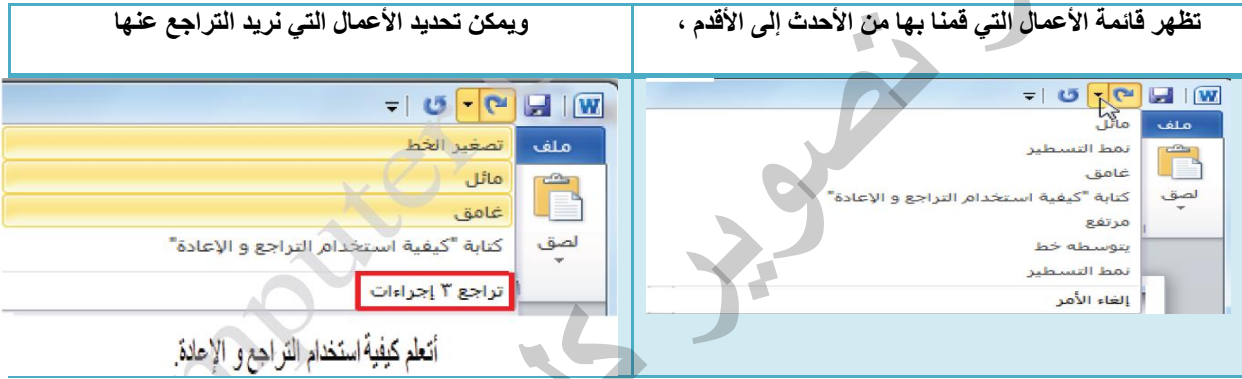 تظهر قائمة الأعمال التي قمنا بها من الأحدث إلى الأقدم ،
ملف
لصق
مائل
نمط التسطير
غامق
كتابة "كيفية استخدام التراجع و الإعادة"
مرتفع
يتوسطه خط
نمط التسطير
إلغاء الأمر
ويمكن تحديد الأعمال التي نريد التراجع عنها
ملف
لصق
تصغير الخط
مائل
غامق
كتابة "كيفية استخدام التراجع و الإعادة"
تراجع ٣ إجراءات
أتعلم كيفية استخدام التراجع و الإعادة.